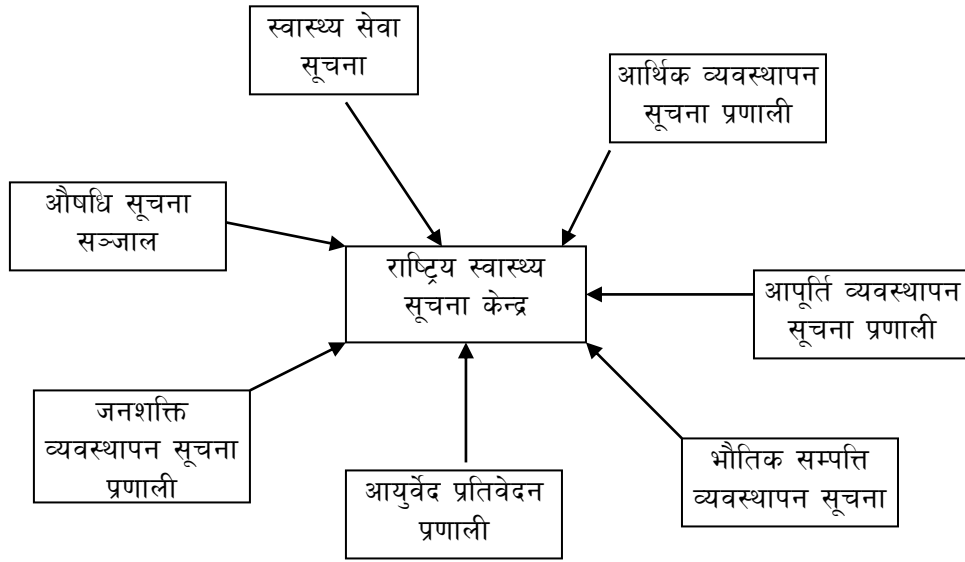 स्वास्थ्य सेवा
सूचना
आर्थिक व्यवस्थापन
सूचना प्रणाली
औषधि सूचना
सञ्जाल
राष्ट्रिय स्वास्थ्य
सूचना केन्द्र
आपूर्ति व्यवस्थापन
सूचना प्रणाली
जनशक्ति
व्यवस्थापन सूचना
प्रणाली
आयुर्वेद प्रतिवेदन
प्रणाली
भौतिक सम्पत्ति
व्यवस्थापन सूचना